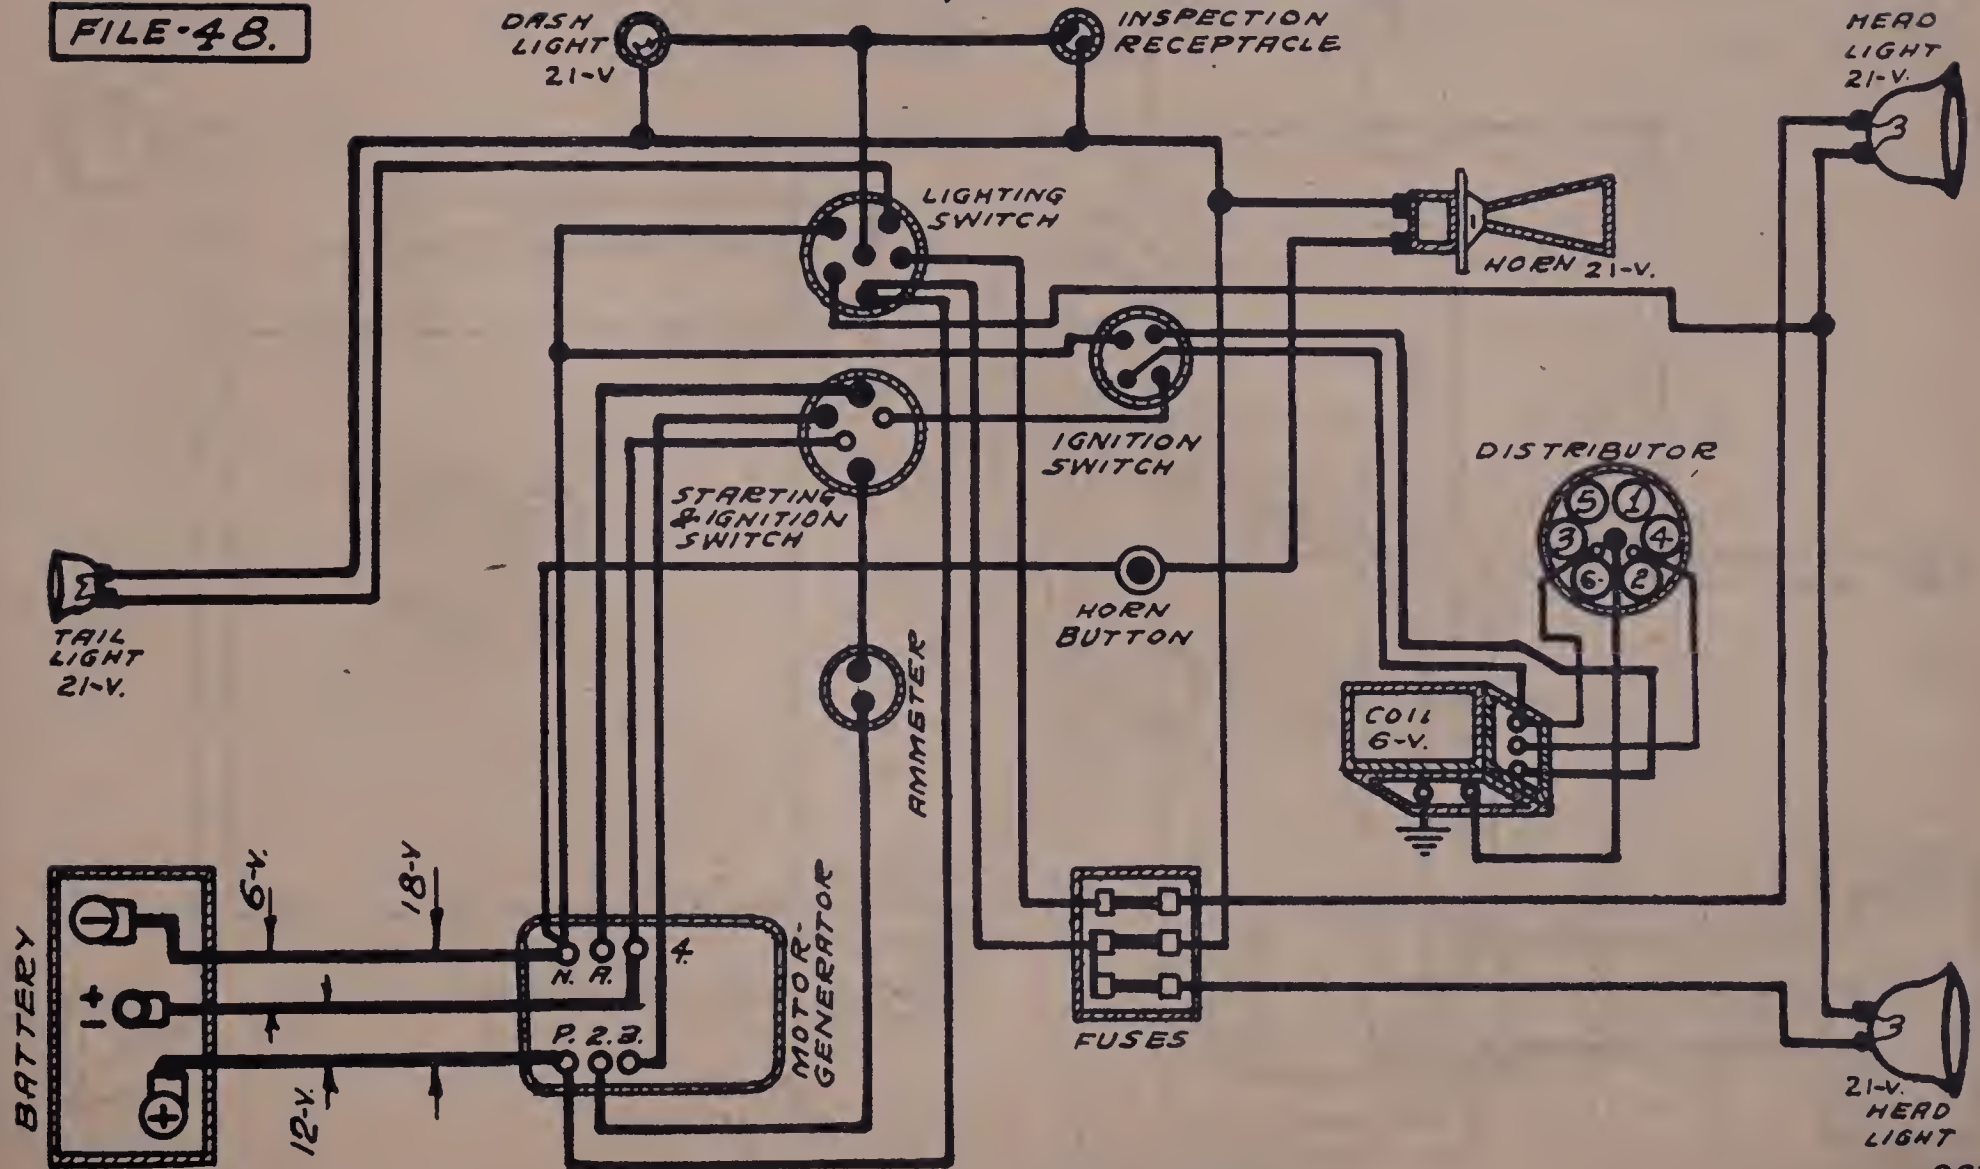 FILE-48.
DASH
LIGHT
21-V
INSPECTION
RECEPTACLE
HEAD
LIGHT
21-V.
LIGHTING
SWITCH
HORN 21-V.
IGNITION
SWITCH
STARTING
& IGNITION
SWITCH
DISTRIBUTOR
5 1
3 4
6 2
TAIL
LIGHT
21-V.
HORN
BUTTON
AMMETER
COIL
6-V.
BATTERY
6-V.
18-V
12-V.
N. A. 4.
P. 2. 3.
MOTOR-
GENERATOR
FUSES
21-V.
HEAD
LIGHT